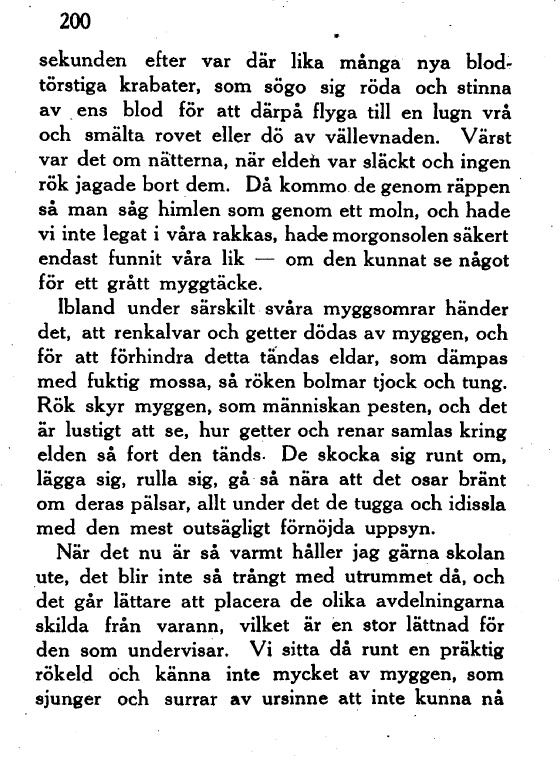 200
sekunden efter var där lika många nya blod-
törstiga krabater, som sögo sig röda och stinna
av ens blod för att därpå flyga till en lugn vrå
och smälta rovet eller dö av vällevnaden. Värst
var det om nätterna, när elden var släckt och ingen
rök jagade bort dem. Då kommo de genom räppen
så man såg himlen som genom ett moln, och hade
vi inte legat i våra rakkas, hade morgonsolen säkert
endast funnit våra lik — om den kunnat se något
för ett grått myggtäcke.
Ibland under särskilt svåra myggsomrar händer
det, att renkalvar och getter dödas av myggen, och
för att förhindra detta tändas eldar, som dämpas
med fuktig mossa, så röken bolmar tjock och tung.
Rök skyr myggen, som människan pesten, och det
är lustigt att se, hur getter och renar samlas kring
elden så fort den tänds. De skocka sig runt om,
lägga sig, rulla sig, gå så nära att det osar bränt
om deras pälsar, allt under det de tugga och idissla
med den mest outsägligt förnöjda uppsyn.
När det nu är så varmt håller jag gärna skolan
ute, det blir inte så trångt med utrummet då, och
det går lättare att placera de olika avdelningarna
skilda från varann, vilket är en stor lättnad för
den som undervisar. Vi sitta då runt en präktig
rökeld och känna inte mycket av myggen, som
sjunger och surrar av ursinne att inte kunna nå